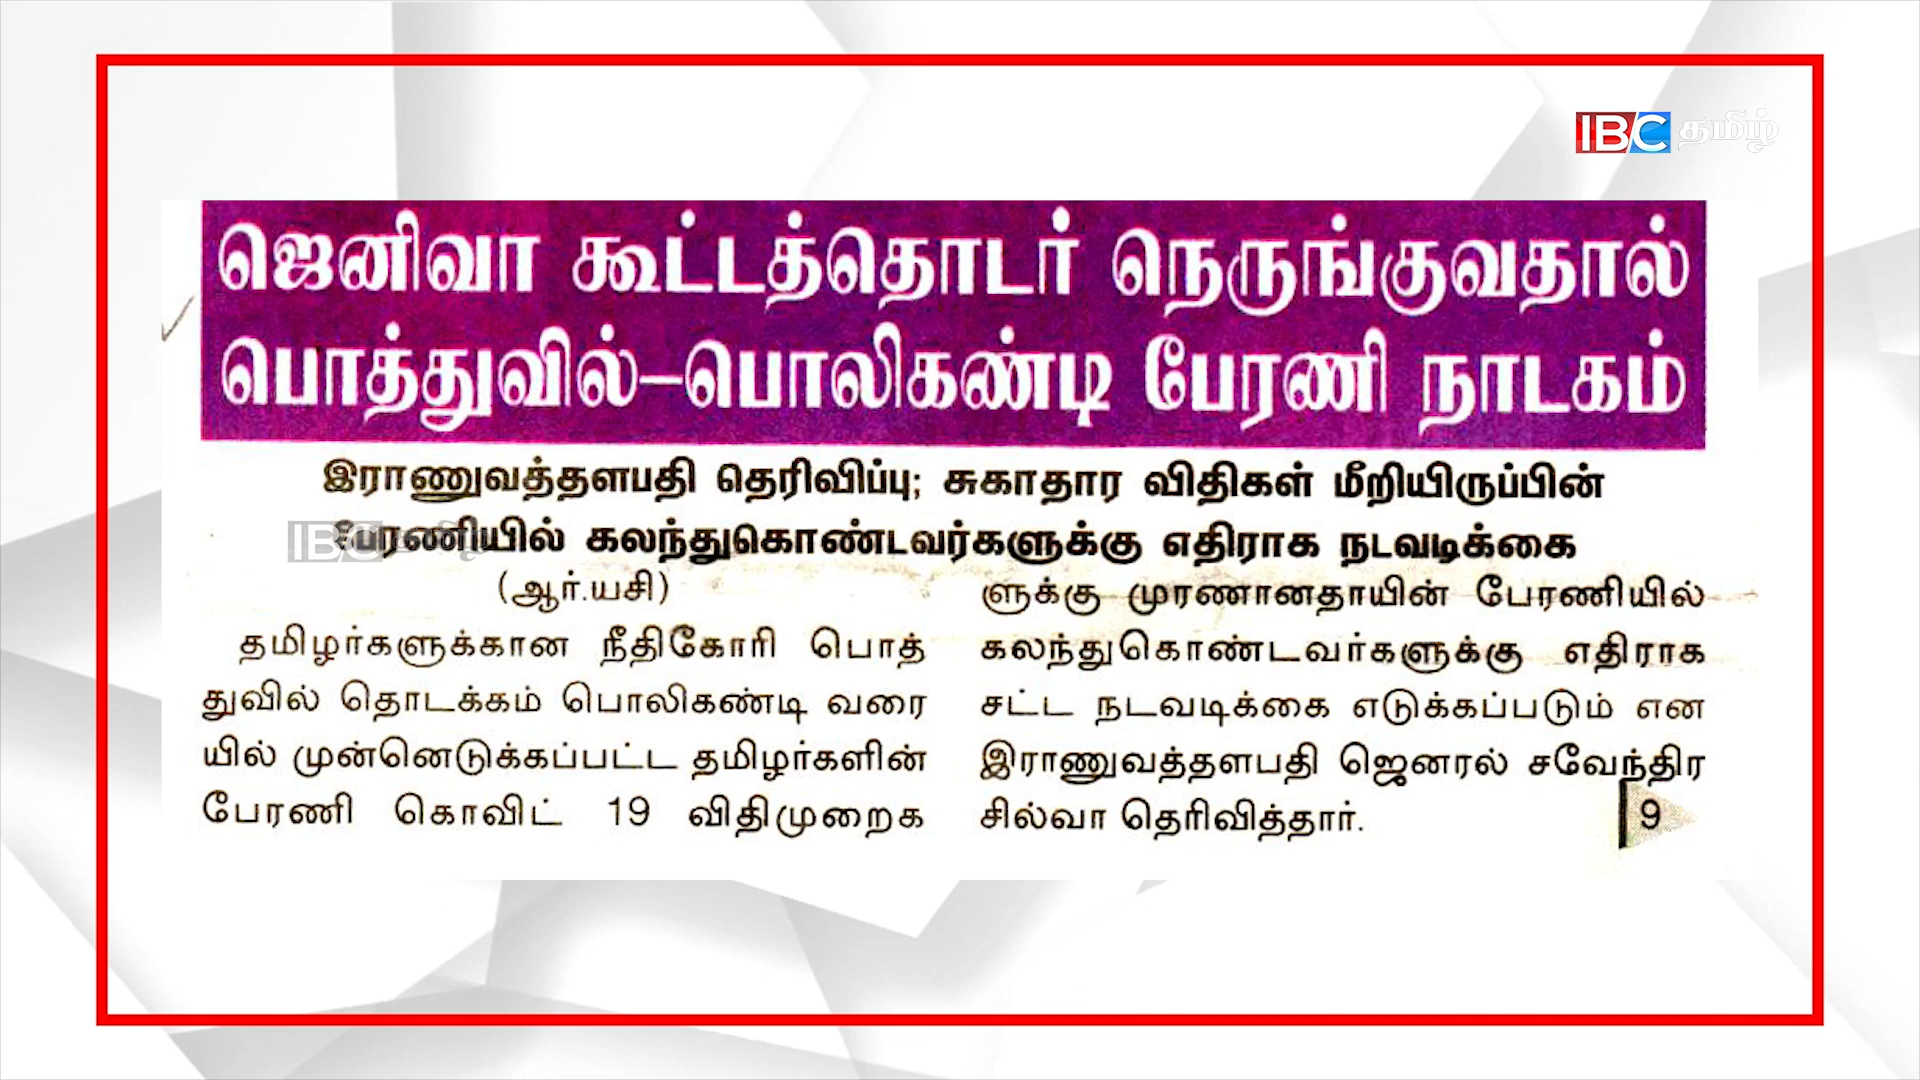 IBC தமிழ்
ஜெனிவா கூட்டத்தொடர் நெருங்குவதால்
பொத்துவில்–பொலிகண்டி பேரணி நாடகம்
இராணுவத்தளபதி தெரிவிப்பு; சுகாதார விதிகள் மீறியிருப்பின்
பேரணியில் கலந்துகொண்டவர்களுக்கு எதிராக நடவடிக்கை
IBC தமிழ்
(ஆர்.யசி)
தமிழர்களுக்கான நீதிகோரி பொத்
துவில் தொடக்கம் பொலிகண்டி வரை
யில் முன்னெடுக்கப்பட்ட தமிழர்களின்
பேரணி கொவிட் 19 விதிமுறைக
ளுக்கு முரணானதாயின் பேரணியில்
கலந்துகொண்டவர்களுக்கு எதிராக
சட்ட நடவடிக்கை எடுக்கப்படும் என
இராணுவத்தளபதி ஜெனரல் சவேந்திர
சில்வா தெரிவித்தார்.
9